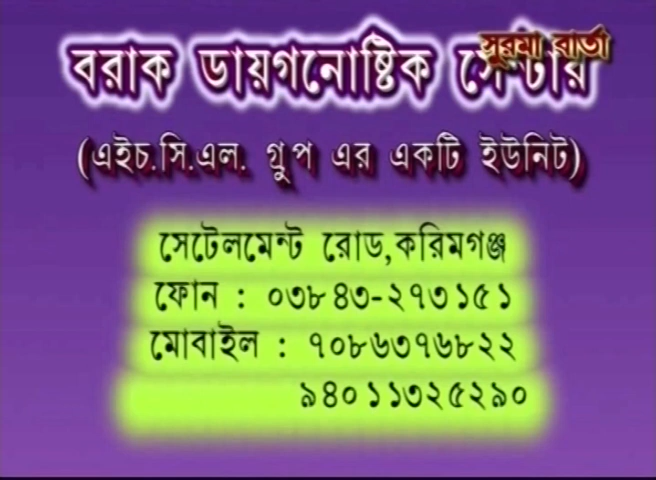 সুরমা বার্তা
বরাক ডায়গনোষ্টিক সেন্টার
(এইচ.সি.এল. গ্রুপ এর একটি ইউনিট)
সেটেলমেন্ট রোড,করিমগঞ্জ
ফোন : ০৩৮৪৩-২৭৩১৫১
মোবাইল : ৭০৮৬৩৭৬৮২২
৯৪০১১৩২৫২৯০